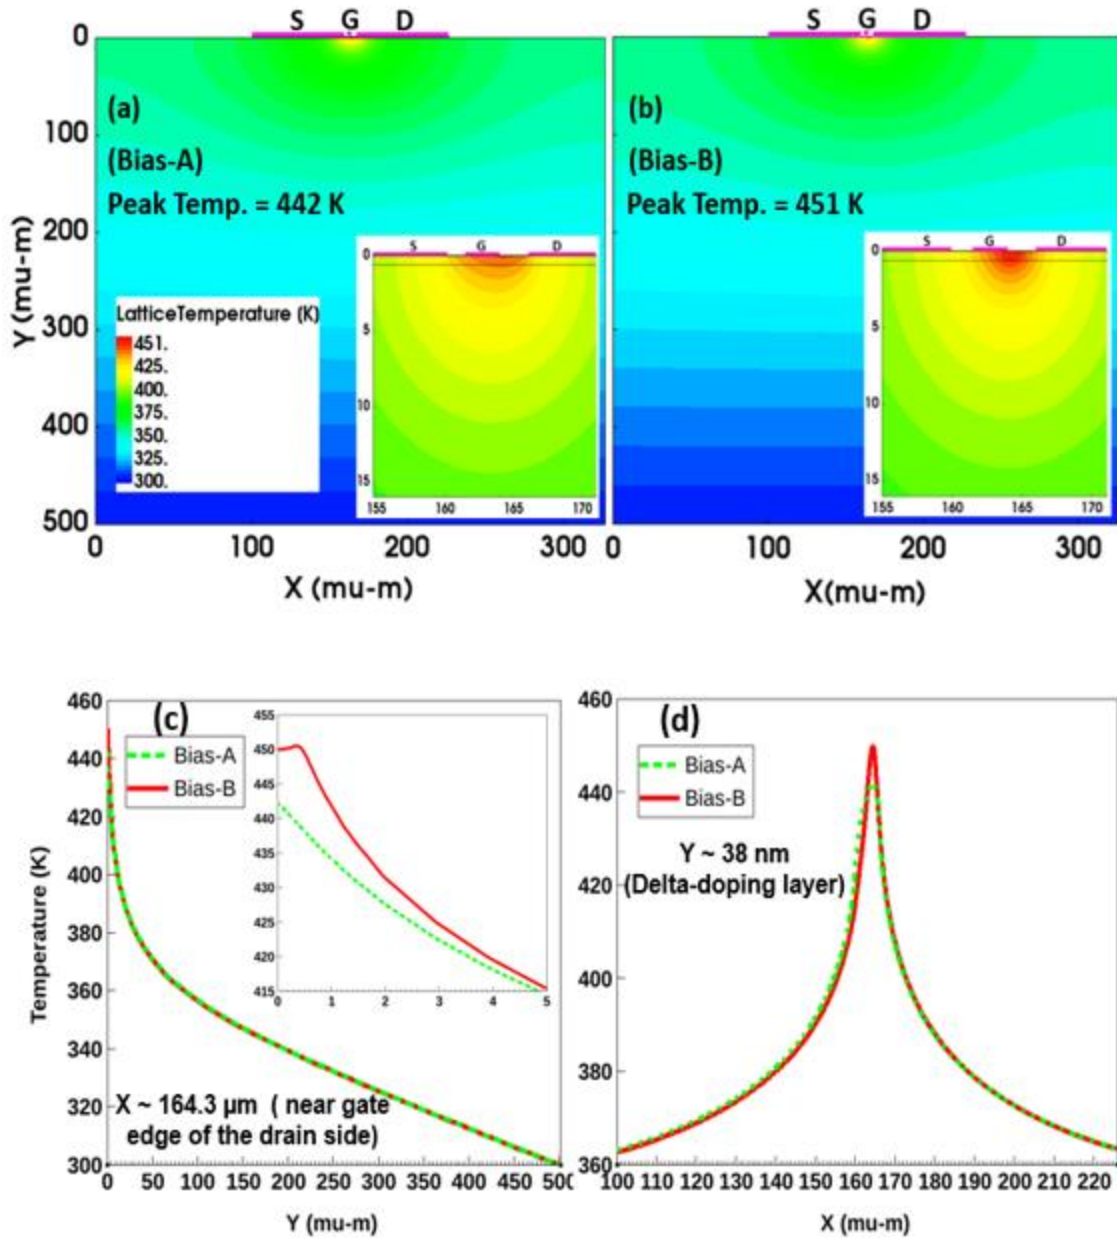 S G D
S G D
0
100
200
300
400
500
Y (mu-m)
(a)
(Bias-A)
Peak Temp. = 442 K
LatticeTemperature (K)
451.
425.
400.
375.
350.
325.
300.
S G D
0
5
10
15
155 160 165 170
0 100 200 300
X (mu-m)
(b)
(Bias-B)
Peak Temp. = 451 K
S G D
0
5
10
15
155 160 165 170
0 100 200 300
X(mu-m)
460
440
420
400
380
360
340
320
300
Temperature (K)
(c)
Bias-A
Bias-B
455
450
445
440
435
430
425
420
415
0 1 2 3 4 5
X ~ 164.3 µm ( near gate
edge of the drain side)
0 50 100 150 200 250 300 350 400 450 500
Y (mu-m)
460
440
420
400
380
360
(d)
Bias-A
Bias-B
Y ~ 38 nm
(Delta-doping layer)
100 110 120 130 140 150 160 170 180 190 200 210 220
X (mu-m)